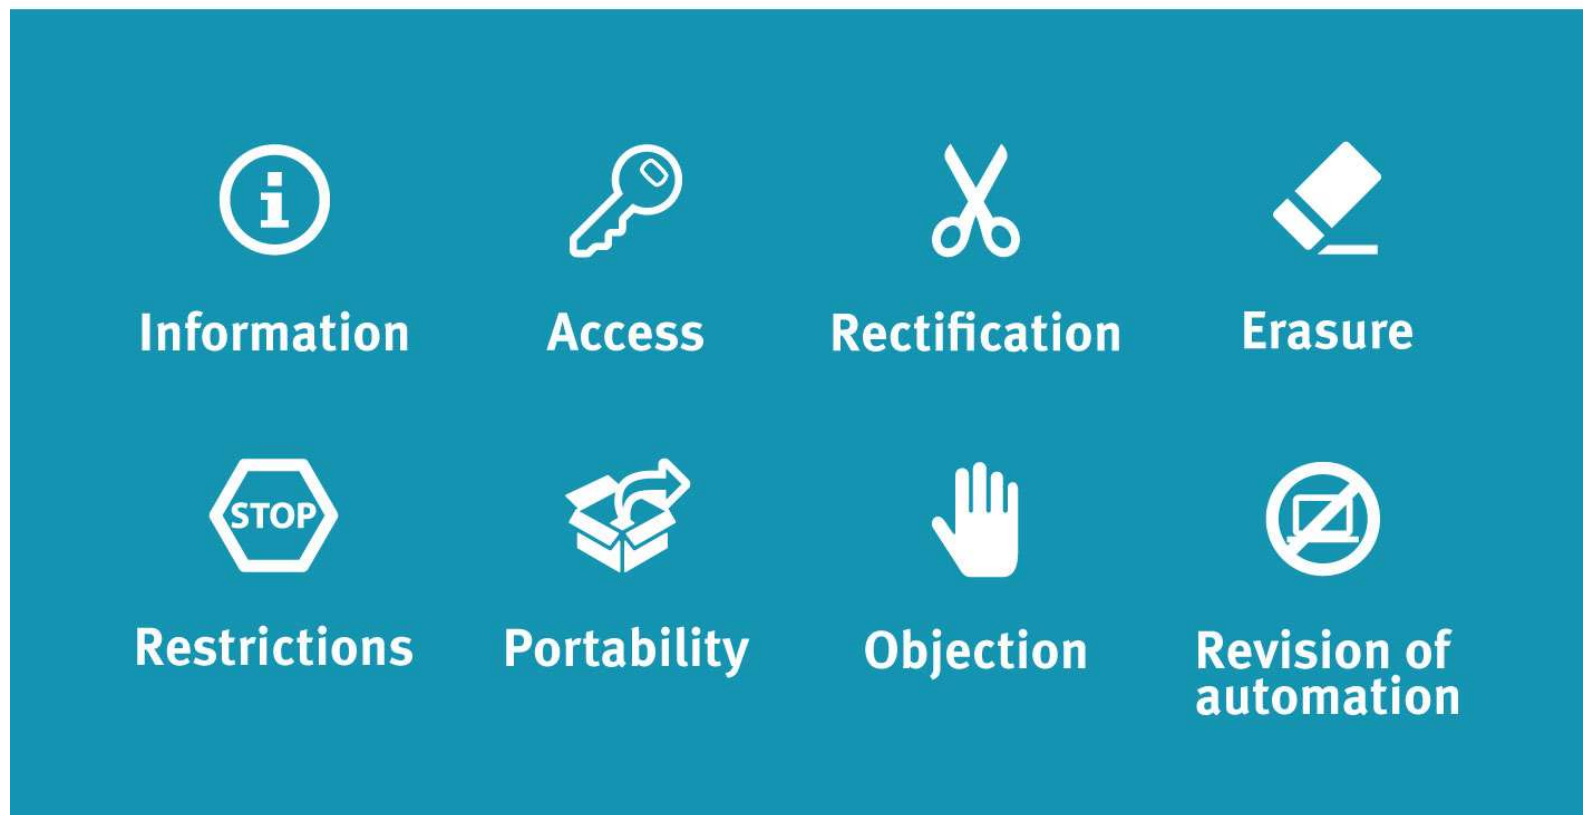 i
Information
Access
Rectification
Erasure
STOP
Restrictions
Portability
Objection
Revision of
automation